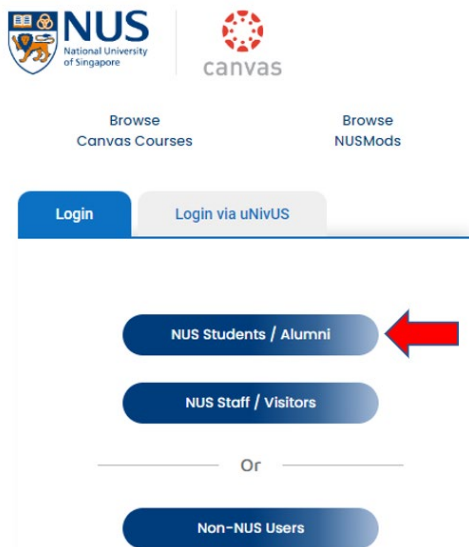 NUS
National University
of Singapore
canvas
Browse
Canvas Courses
Browse
NUSMods
Login
Login via uNivUS
NUS Students / Alumni
NUS Staff / Visitors
Or
Non-NUS Users